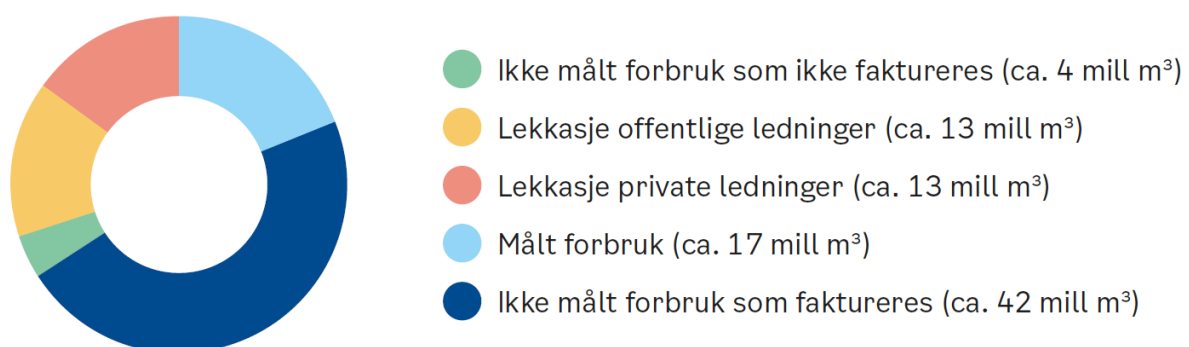 Ikke målt forbruk som ikke faktureres (ca. 4 mill m³)
Lekkasje offentlige ledninger (ca. 13 mill m³)
Lekkasje private ledninger (ca. 13 mill m³)
Målt forbruk (ca. 17 mill m³)
Ikke målt forbruk som faktureres (ca. 42 mill m³)